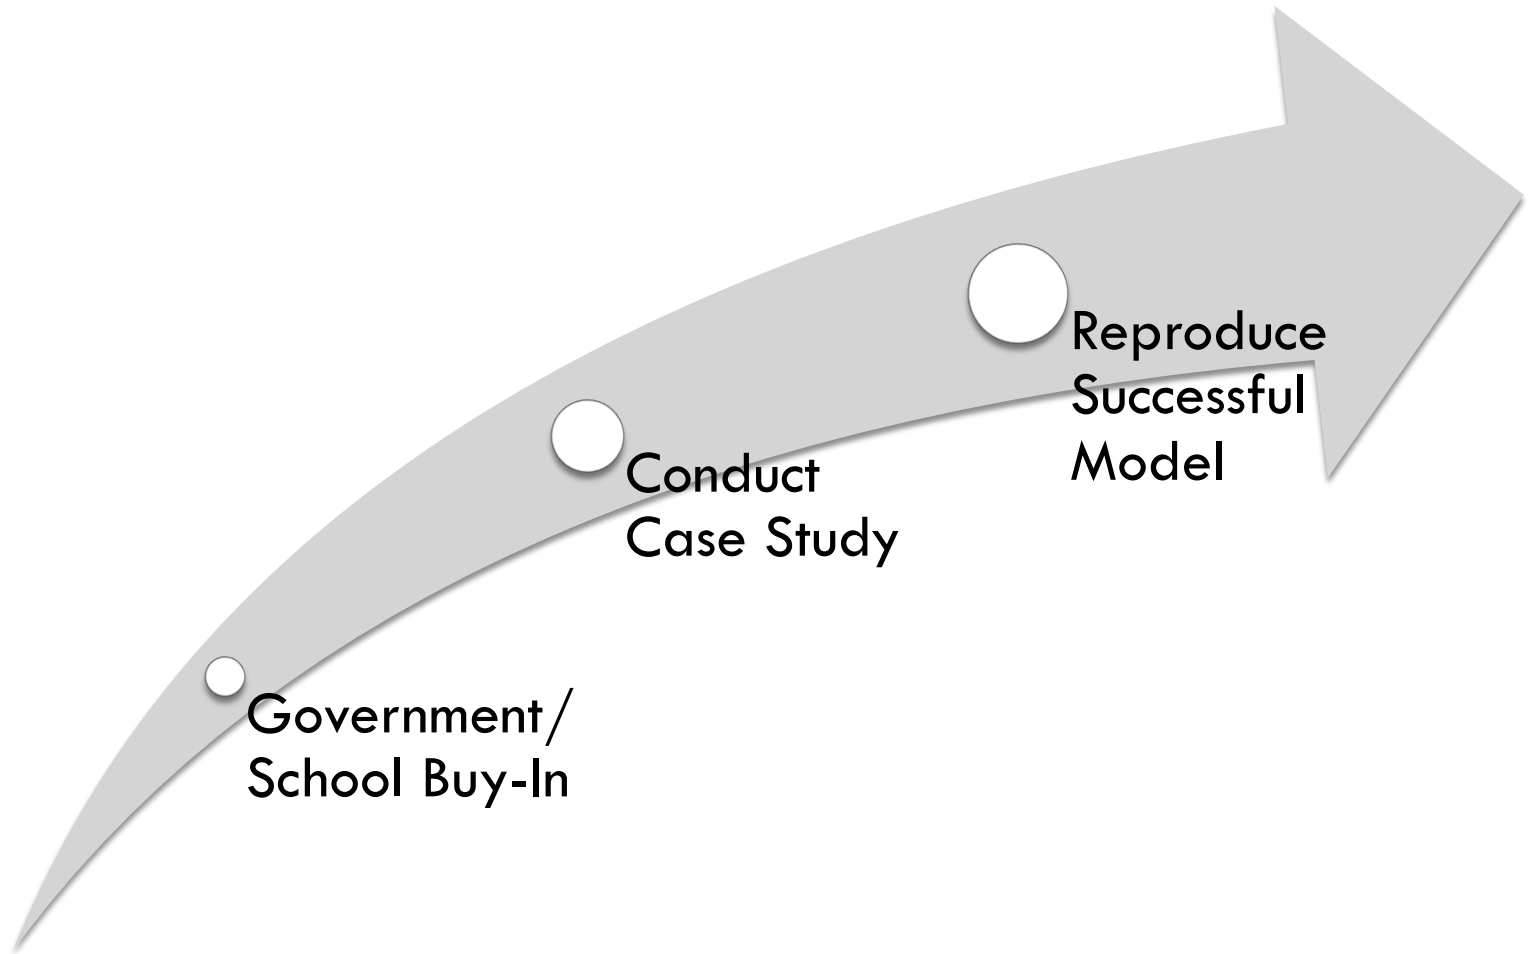 Reproduce
Successful
Model
Conduct
Case Study
Government/
School Buy-In